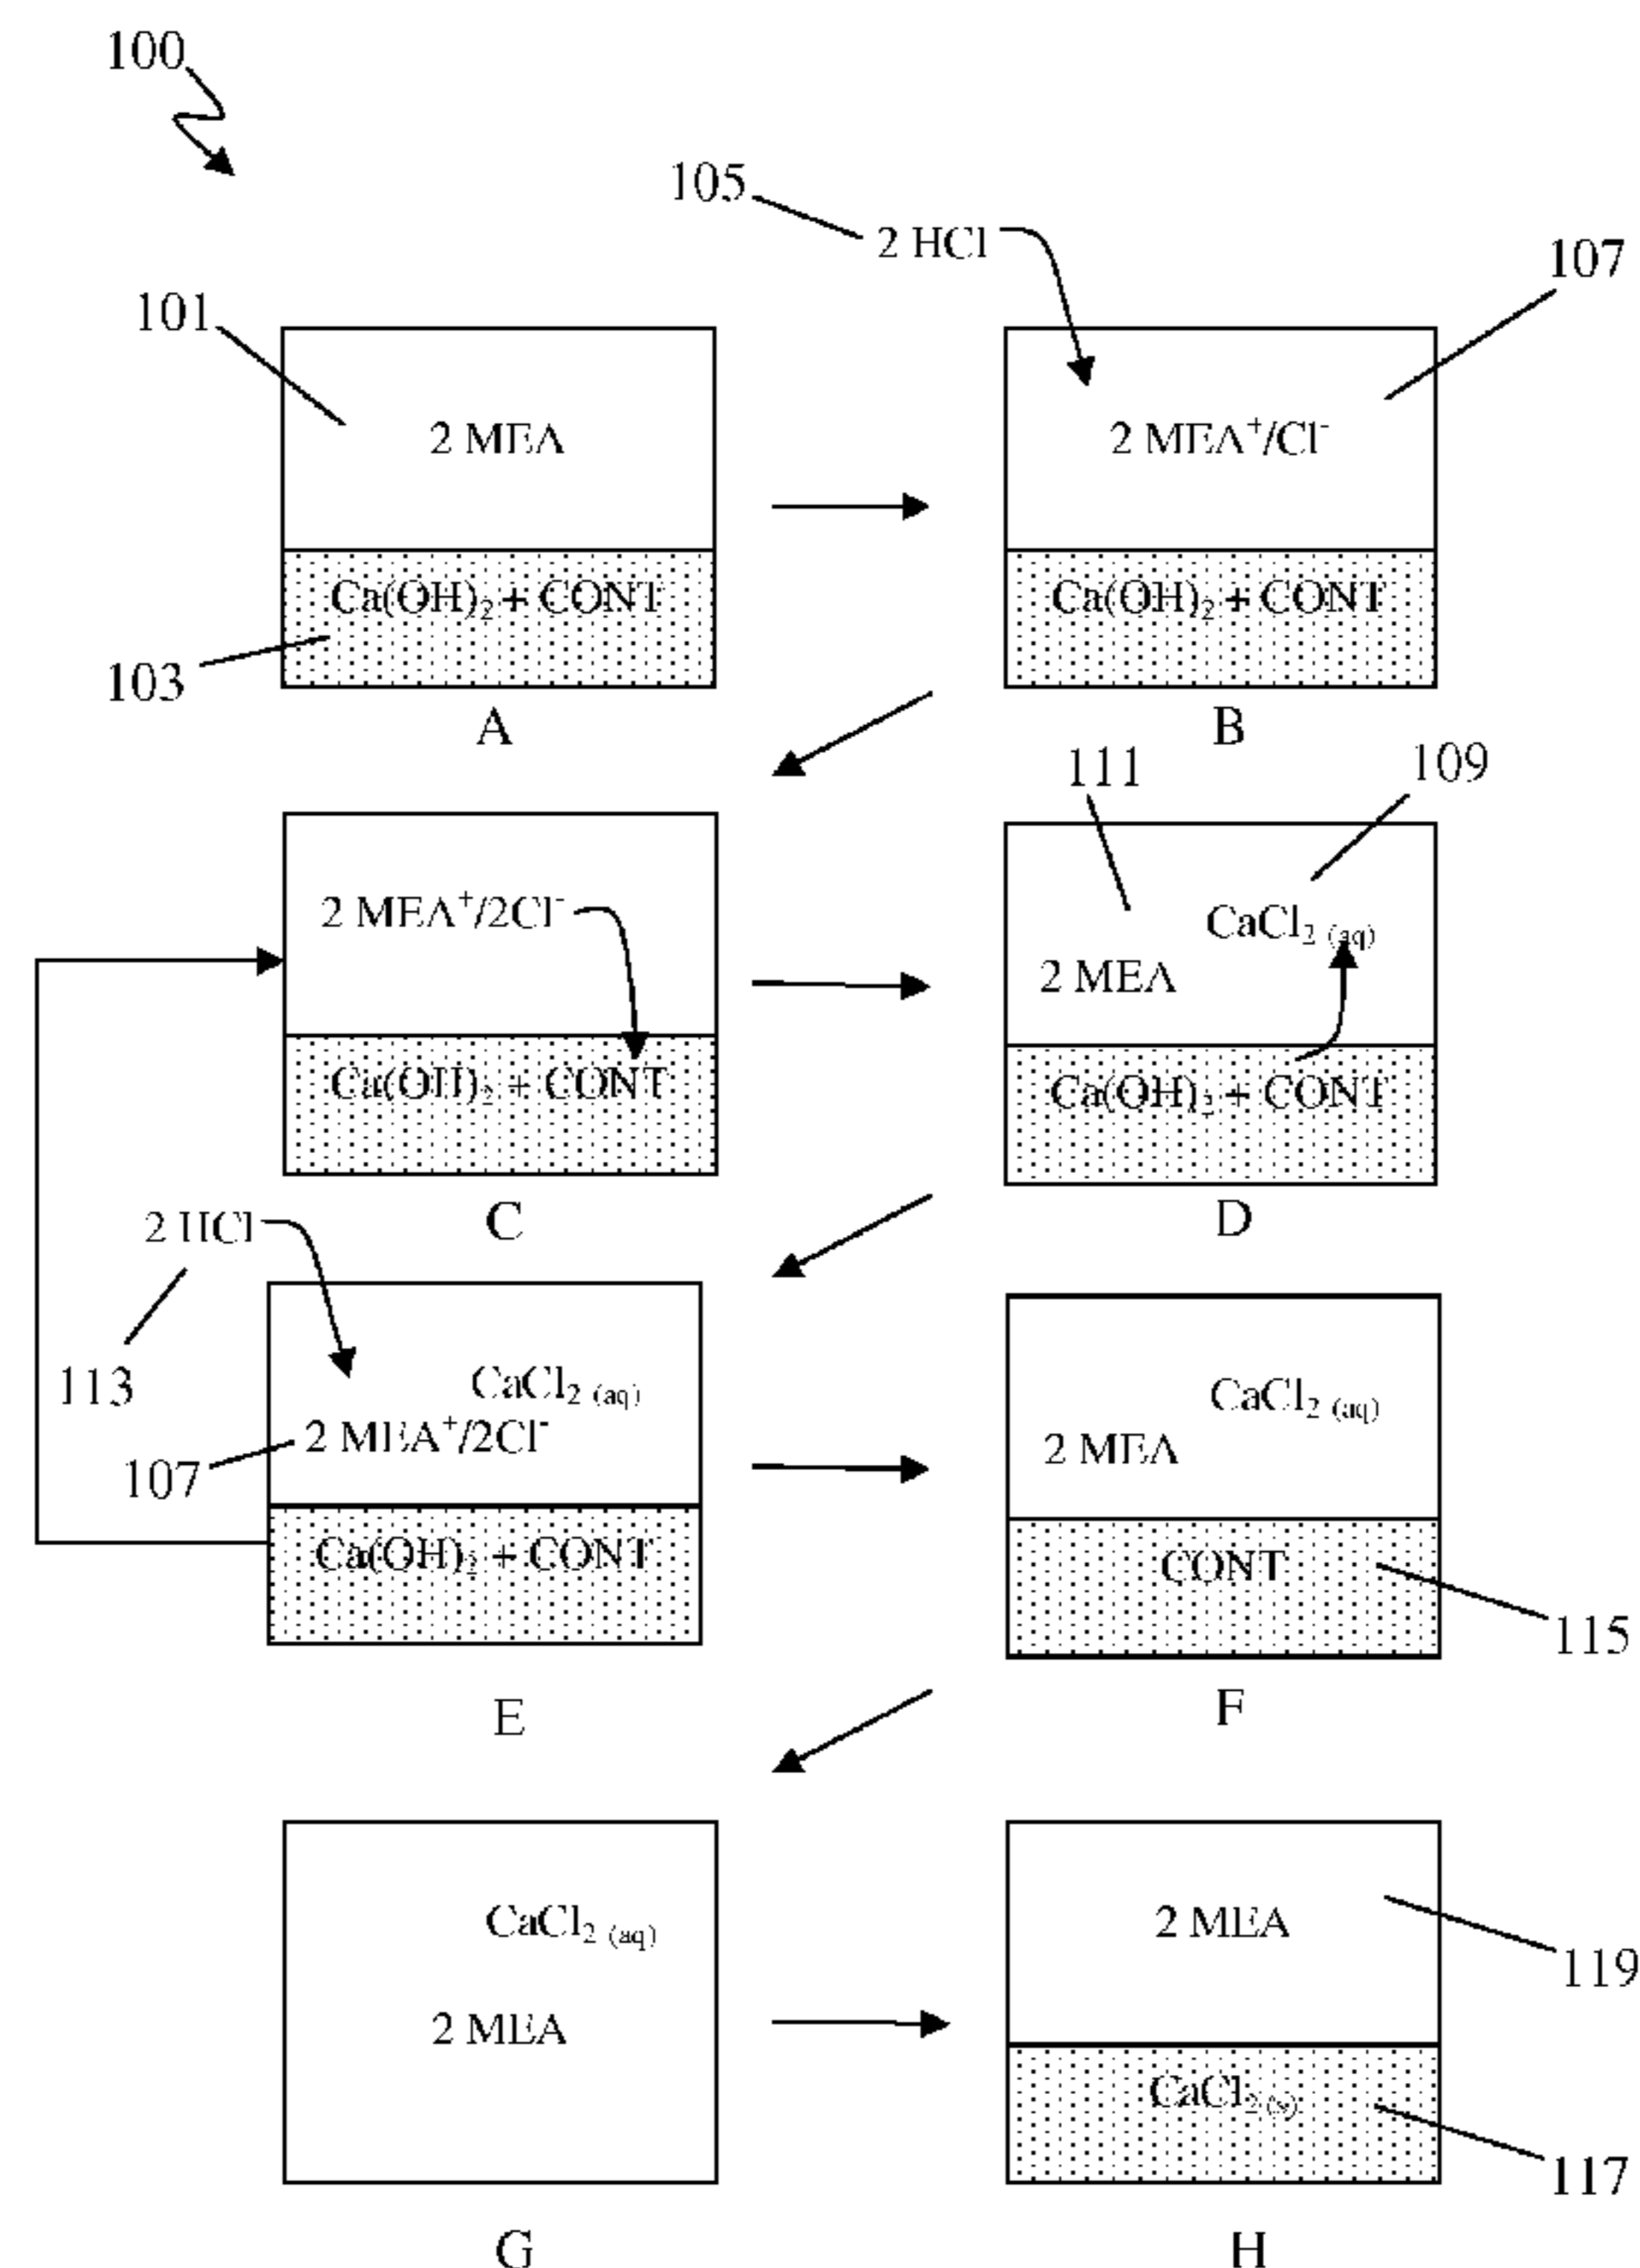 100
105
2 HCl
107
101
2 MEA
2 MEA⁺/Cl⁻
Ca(OH)₂ + CONT
Ca(OH)₂ + CONT
103
A
B
111
109
2 MEA⁺/2Cl⁻
CaCl₂ (aq)
2 MEA
Ca(OH)₂ + CONT
Ca(OH)₂ + CONT
C
D
2 HCl
113
CaCl₂ (aq)
2 MEA⁺/2Cl⁻
107
CaCl₂ (aq)
2 MEA
Ca(OH)₂ + CONT
CONT
115
E
F
CaCl₂ (aq)
2 MEA
2 MEA
119
CaCl₂ (s)
117
G
H